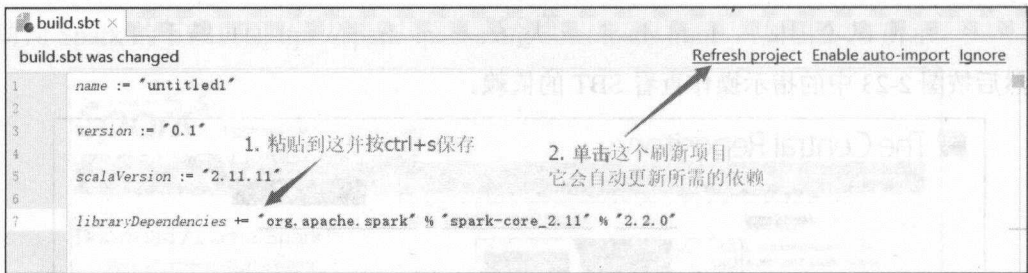 build.sbt ×
build.sbt was changed
Refresh project Enable auto-import Ignore
1 name := "untitled1"
2
3 version := "0.1"
1. 粘贴到这并按ctrl+s保存
2. 单击这个刷新项目
它会自动更新所需的依赖
4
5 scalaVersion := "2.11.11"
6
7 libraryDependencies += "org.apache.spark" % "spark-core_2.11" % "2.2.0"